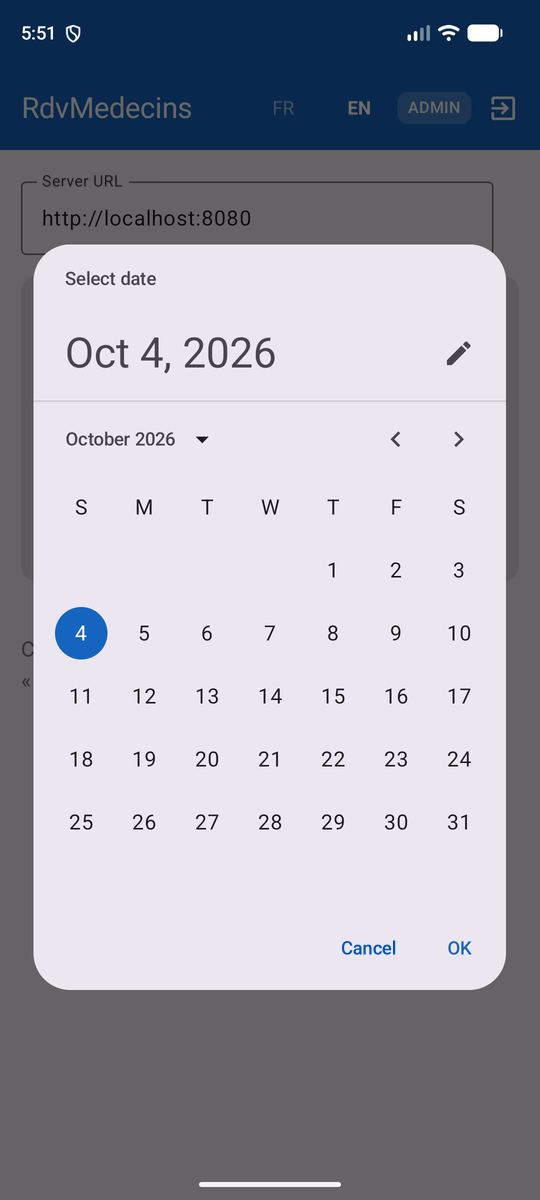 5:51
RdvMedecins FR EN ADMIN
Server URL
http://localhost:8080
Select date
Oct 4, 2026
October 2026
S M T W T F S
1 2 3
4 5 6 7 8 9 10
11 12 13 14 15 16 17
18 19 20 21 22 23 24
25 26 27 28 29 30 31
C
«
Cancel OK